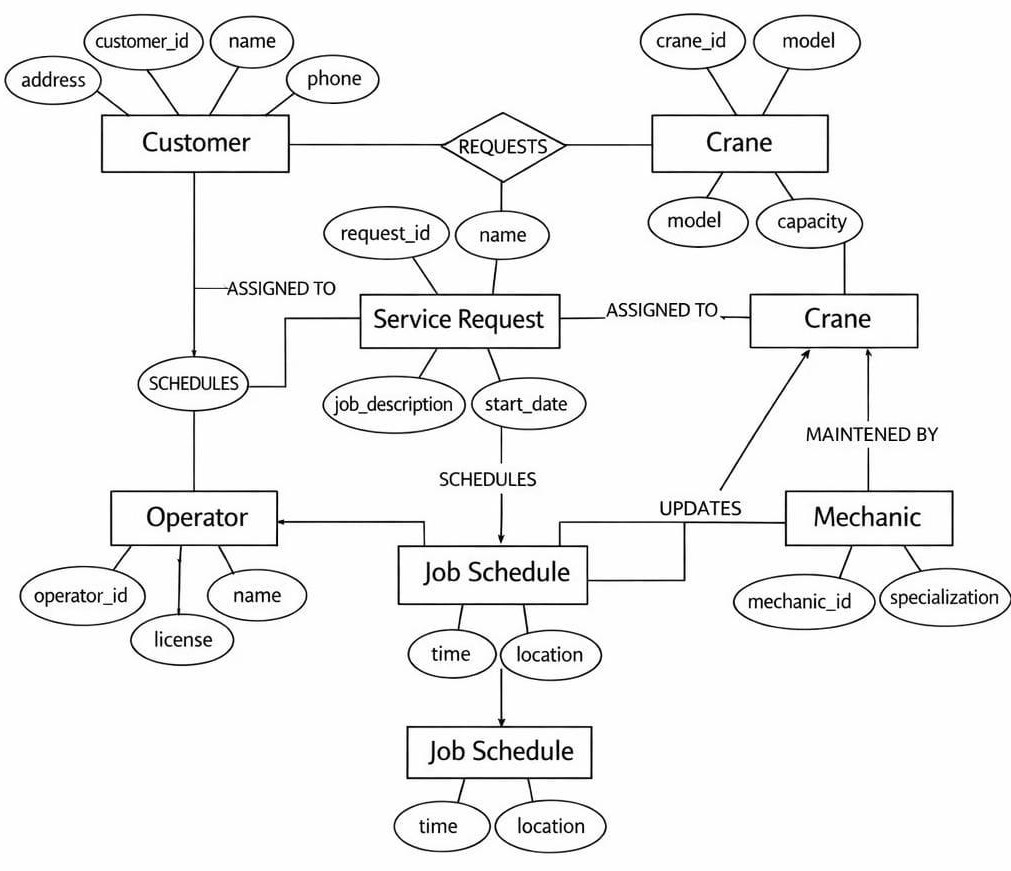 customer_id
name
crane_id
model
address
phone
Customer
REQUESTS
Crane
request_id
name
model
capacity
ASSIGNED TO
Service Request
ASSIGNED TO
Crane
SCHEDULES
job_description
start_date
MAINTENED BY
SCHEDULES
UPDATES
Operator
Mechanic
Job Schedule
operator_id
name
mechanic_id
specialization
license
time
location
Job Schedule
time
location